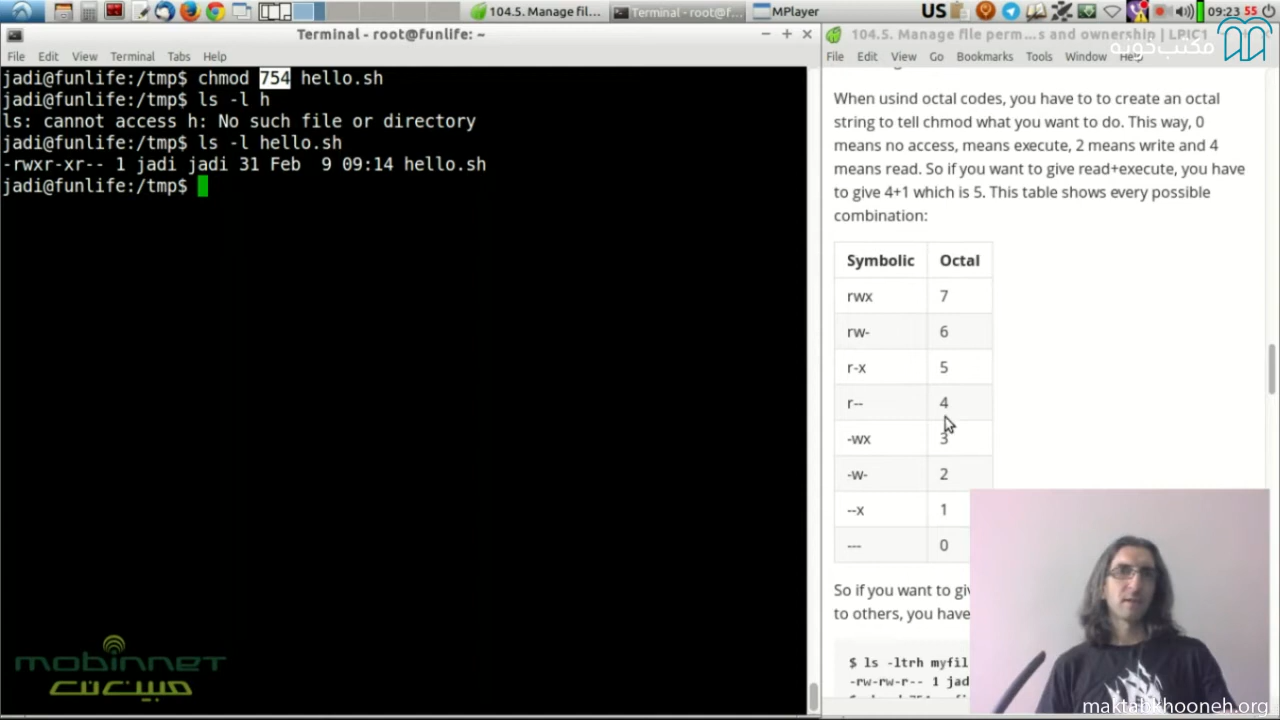 104.5. Manage fil...
Terminal - root@f...
MPlayer
US
09:23
55
Terminal - root@funlife: ~
File Edit View Terminal Tabs Help
jadi@funlife:/tmp$ chmod 754 hello.sh
jadi@funlife:/tmp$ ls -l h
ls: cannot access h: No such file or directory
jadi@funlife:/tmp$ ls -l hello.sh
-rwxr-xr-- 1 jadi jadi 31 Feb  9 09:14 hello.sh
jadi@funlife:/tmp$
104.5. Manage file perm...s and ownership | LPIC1
مکتب‌خونه
File Edit View Go Bookmarks Tools Window Help
When usind octal codes, you have to to create an octal
string to tell chmod what you want to do. This way, 0
means no access, means execute, 2 means write and 4
means read. So if you want to give read+execute, you have
to give 4+1 which is 5. This table shows every possible
combination:
Symbolic Octal
rwx 7
rw- 6
r-x 5
r-- 4
-wx 3
-w- 2
--x 1
--- 0
So if you want to giv
to others, you have
$ ls -ltrh myfil
-rw-rw-r-- 1 jad
mobinnet
مبین‌نت
maktabkhooneh.org